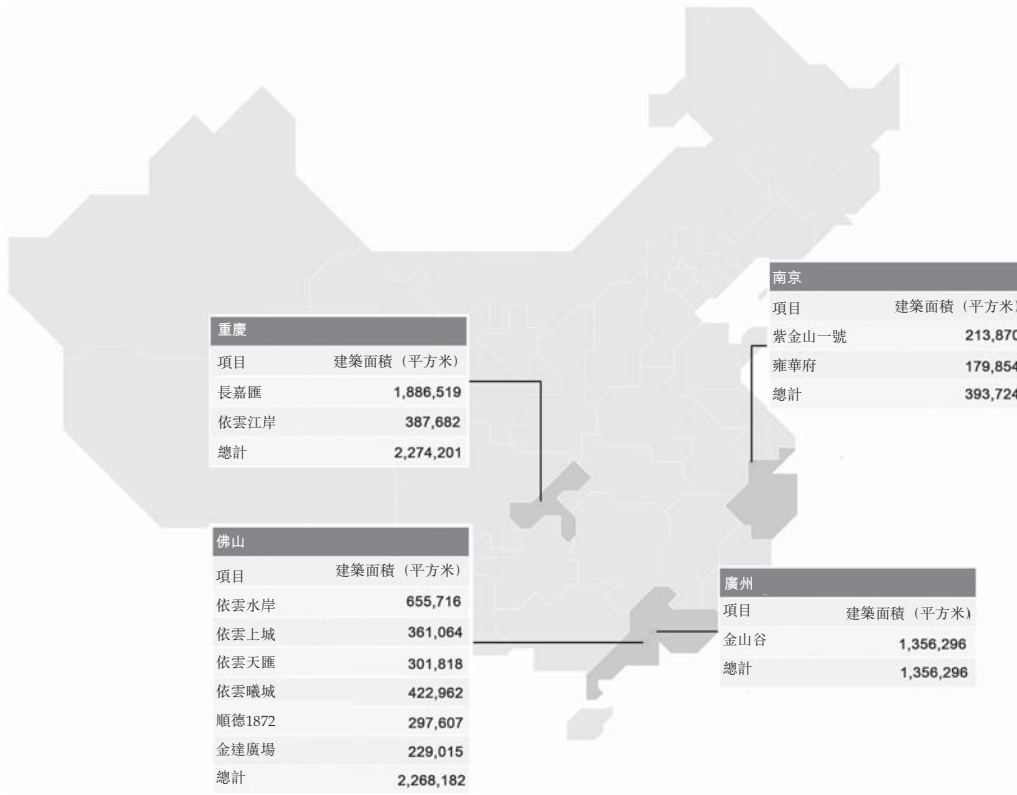 南京
項目 建築面積（平方米）
紫金山一號 213,870
雍華府 179,854
總計 393,724
重慶
項目 建築面積（平方米）
長嘉匯 1,886,519
依雲江岸 387,682
總計 2,274,201
佛山
項目 建築面積（平方米）
依雲水岸 655,716
依雲上城 361,064
依雲天匯 301,818
依雲曦城 422,962
順德1872 297,607
金達廣場 229,015
總計 2,268,182
廣州
項目 建築面積（平方米）
金山谷 1,356,296
總計 1,356,296